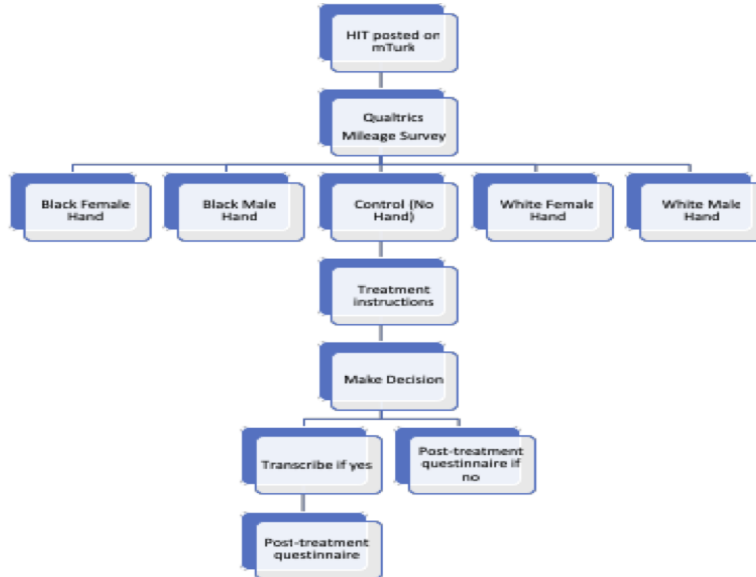 HIT posted on
mTurk
Qualtrics
Mileage Survey
Black Female
Hand
Black Male
Hand
Control (No
Hand)
White Female
Hand
White Male
Hand
Treatment
instructions
Make Decision
Transcribe if yes
Post-treatment
questinnaire if
no
Post-treatment
questinnaire